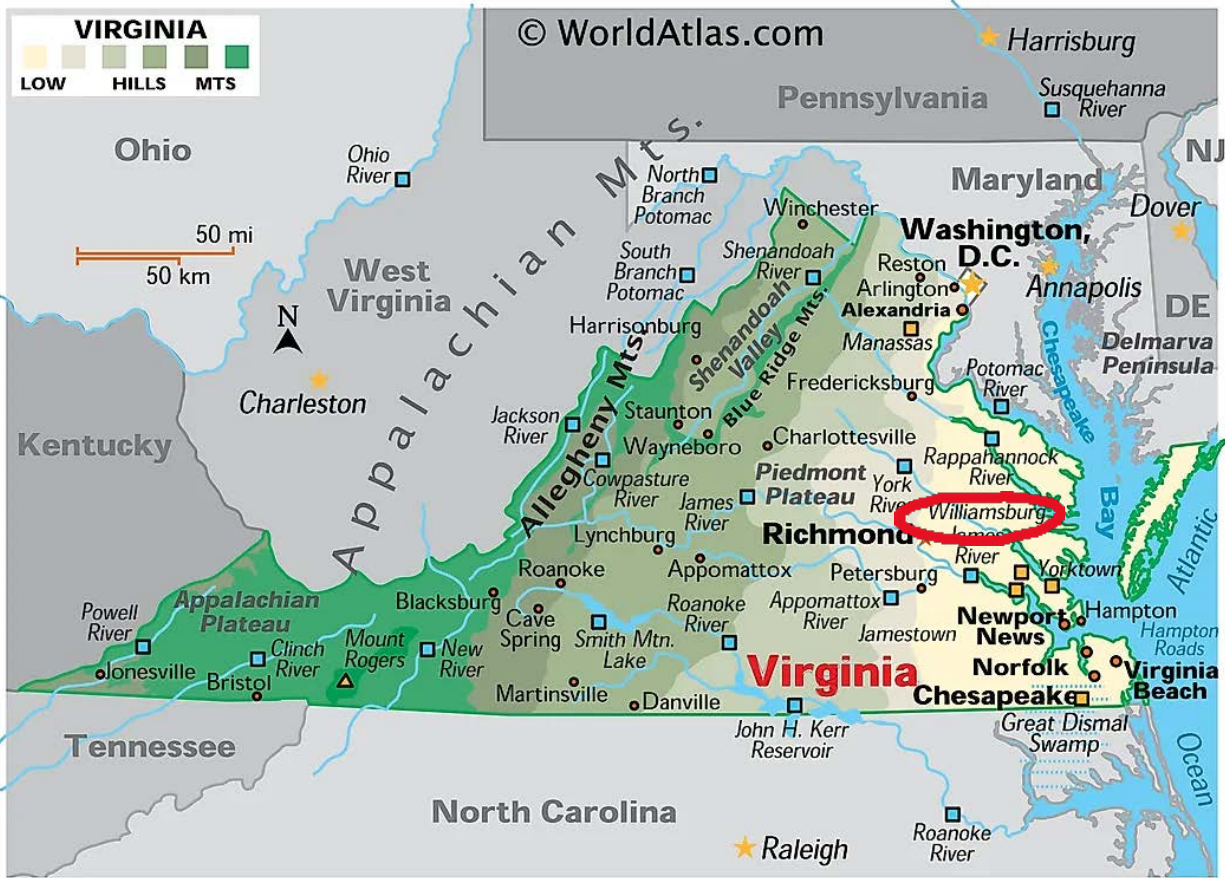 VIRGINIA
LOW HILLS MTS
© WorldAtlas.com
Harrisburg
Pennsylvania
Susquehanna
River
Ohio
Ohio
River
Appalachian Mts.
North
Branch
Potomac
Maryland
NJ
Dover
50 mi
50 km
West
Virginia
South
Branch
Potomac
Winchester
Shenandoah
River
Washington,
D.C.
Reston
Arlington
Alexandria
Manassas
Annapolis
DE
Delmarva
Peninsula
Chesapeake
Bay
N
Harrisonburg
Shenandoah
Valley
Blue Ridge Mts.
Charleston
Kentucky
Jackson
River
Allegheny Mts.
Staunton
Wayneboro
Fredericksburg
Potomac
River
Charlottesville
Rappahannock
River
Cowpasture
River
James
River
Piedmont
Plateau
York
River
Williamsburg
Richmond
James
River
Atlantic
Ocean
Lynchburg
Roanoke
Appomattox
Petersburg
Yorktown
Appalachian
Plateau
Blacksburg
Cave
Spring
Smith Mtn.
Lake
Roanoke
River
Appomattox
River
Jamestown
Newport
News
Hampton
Hampton
Roads
Powell
River
Jonesville
Clinch
River
Bristol
Mount
Rogers
New
River
Martinsville
Danville
Virginia
Norfolk
Virginia
Beach
Chesapeake
John H. Kerr
Reservoir
Great Dismal
Swamp
Tennessee
North Carolina
Raleigh
Roanoke
River